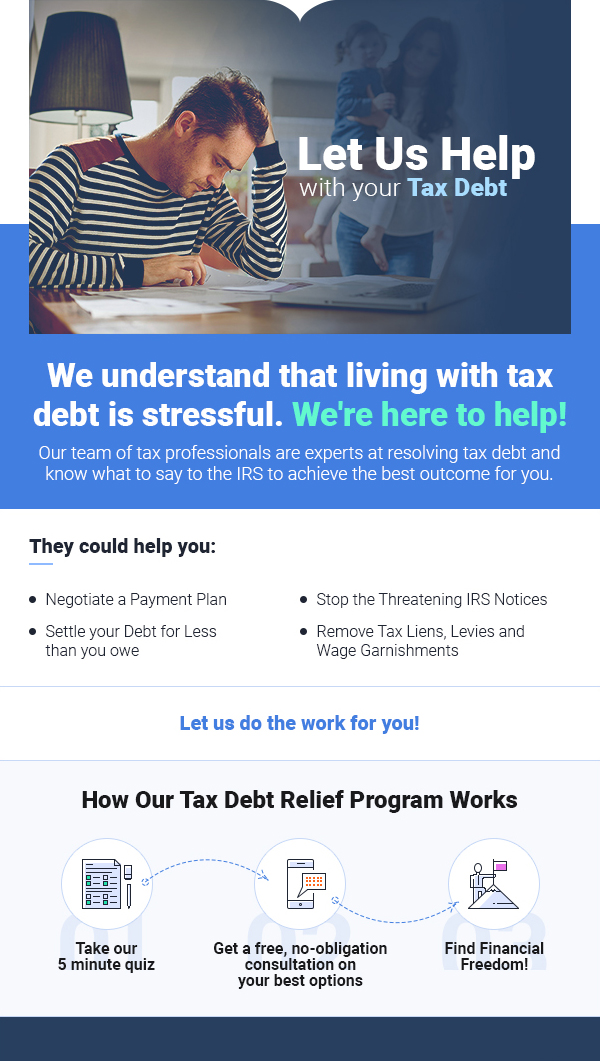 Let Us Help
with your Tax Debt
We understand that living with tax
debt is stressful. We're here to help!
Our team of tax professionals are experts at resolving tax debt and
know what to say to the IRS to achieve the best outcome for you.
They could help you:
Negotiate a Payment Plan
Settle your Debt for Less
than you owe
Stop the Threatening IRS Notices
Remove Tax Liens, Levies and
Wage Garnishments
Let us do the work for you!
How Our Tax Debt Relief Program Works
01
Take our
5 minute quiz
02
Get a free, no-obligation
consultation on
your best options
03
Find Financial
Freedom!